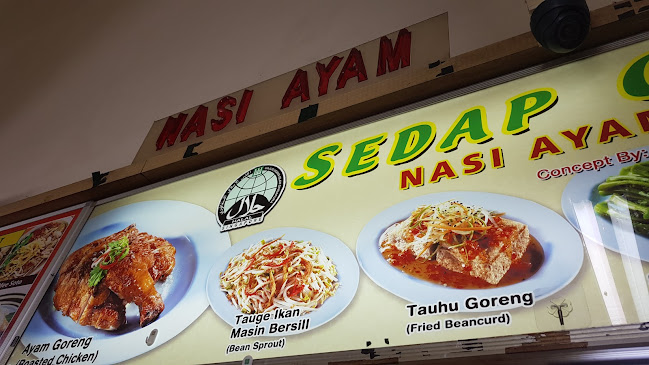 NASI AYAM
SEDAP
NASI AYAM
Concept By:
حلال
Ayam Goreng
(Roasted Chicken)
Tauge Ikan
Masin Bersill
(Bean Sprout)
Tauhu Goreng
(Fried Beancurd)